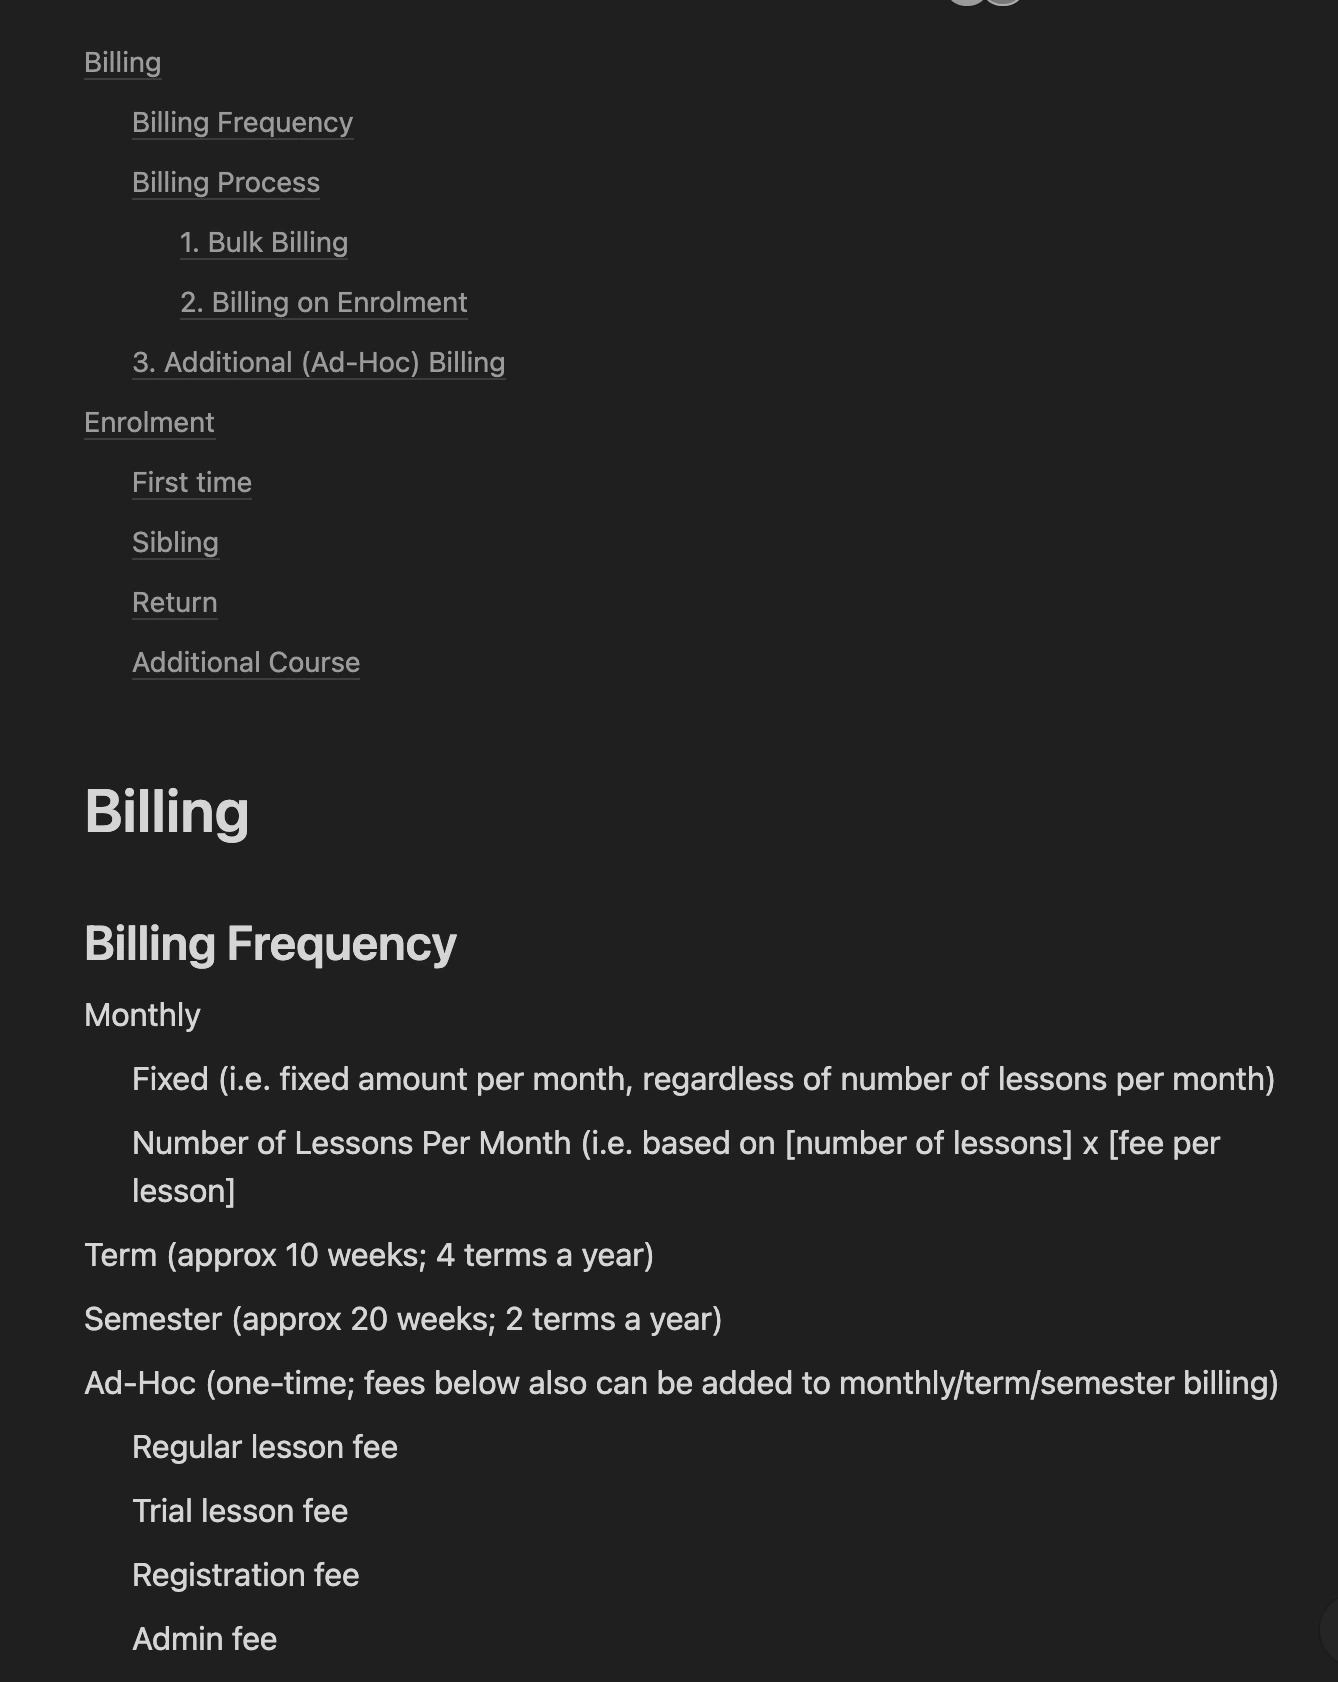 Billing
Billing Frequency
Billing Process
1. Bulk Billing
2. Billing on Enrolment
3. Additional (Ad-Hoc) Billing
Enrolment
First time
Sibling
Return
Additional Course
Billing
Billing Frequency
Monthly
Fixed (i.e. fixed amount per month, regardless of number of lessons per month)
Number of Lessons Per Month (i.e. based on [number of lessons] x [fee per
lesson]
Term (approx 10 weeks; 4 terms a year)
Semester (approx 20 weeks; 2 terms a year)
Ad-Hoc (one-time; fees below also can be added to monthly/term/semester billing)
Regular lesson fee
Trial lesson fee
Registration fee
Admin fee